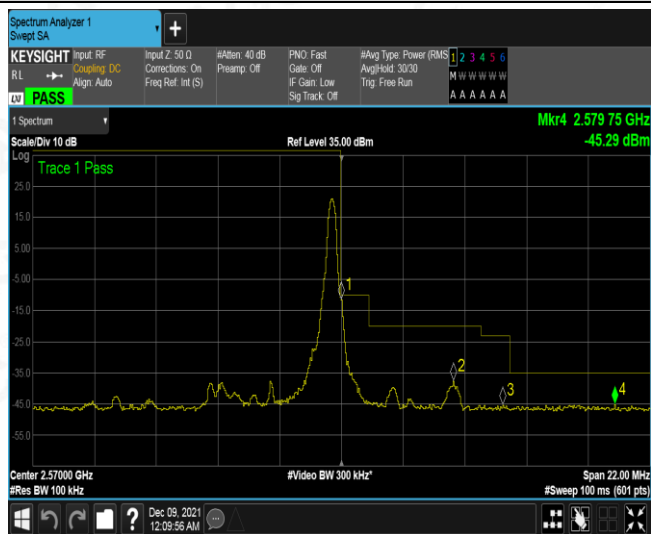 Spectrum Analyzer 1
Swept SA
+
KEYSIGHT
RL
LXI PASS
Input: RF
Coupling: DC
Align: Auto
Input Z: 50 Ω
Corrections: On
Freq Ref: Int (S)
#Atten: 40 dB
Preamp: Off
PNO: Fast
Gate: Off
IF Gain: Low
Sig Track: Off
#Avg Type: Power (RMS
Avg|Hold: 30/30
Trig: Free Run
1 2 3 4 5 6
M W W W W W
A A A A A A
1 Spectrum
Mkr4 2.579 75 GHz
Scale/Div 10 dB
Ref Level 35.00 dBm
-45.29 dBm
Log
Trace 1 Pass
25.0
15.0
5.00
-5.00
1
-15.0
-25.0
-35.0
2
3
4
-45.0
-55.0
Center 2.57000 GHz
#Video BW 300 kHz*
Span 22.00 MHz
#Res BW 100 kHz
#Sweep 100 ms (601 pts)
?
Dec 09, 2021
12:09:56 AM